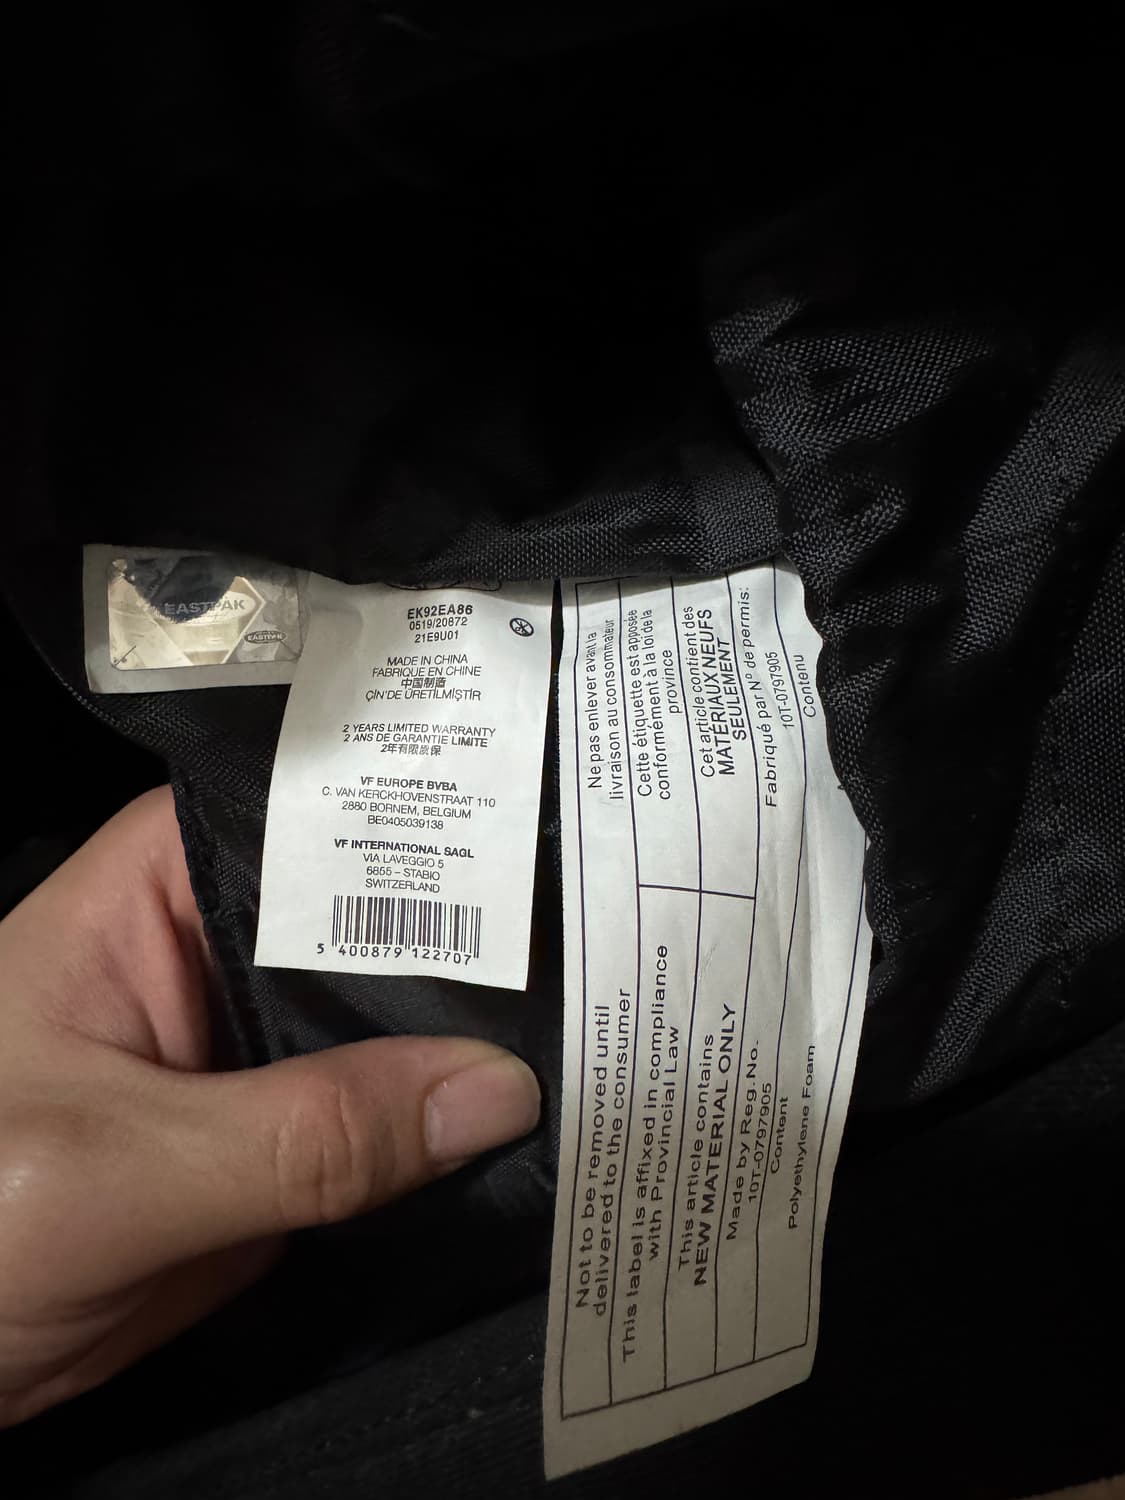 EASTPAK
EASTPAK
EK92EA86
0519/20872
21E9U01
MADE IN CHINA
FABRIQUE EN CHINE
中国制造
ÇİN'DE ÜRETİLMİŞTİR
2 YEARS LIMITED WARRANTY
2 ANS DE GARANTIE LIMITE
2年有限质保
VF EUROPE BVBA
C. VAN KERCKHOVENSTRAAT 110
2880 BORNEM, BELGIUM
BE0405039138
VF INTERNATIONAL SAGL
VIA LAVEGGIO 5
6855 – STABIO
SWITZERLAND
5 400879 122707
Ne pas enlever avant la
livraison au consommateur
Cette étiquette est apposée
conformément à la loi de la
province
Cet article contient des
MATÉRIAUX NEUFS
SEULEMENT
Fabriqué par Nº de permis:
10T-0797905
Contenu
Not to be removed until
delivered to the consumer
This label is affixed in compliance
with Provincial Law
This article contains
NEW MATERIAL ONLY
Made by Reg. No.
10T-0797905
Content
Polyethylene Foam